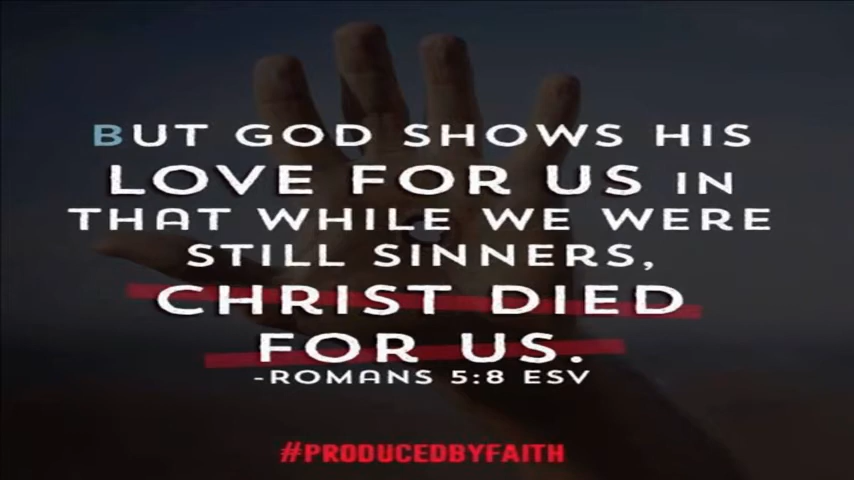 BUT GOD SHOWS HIS
LOVE FOR US IN
THAT WHILE WE WERE
STILL SINNERS,
CHRIST DIED
FOR US.
-ROMANS 5:8 ESV
#PRODUCEDBYFAITH